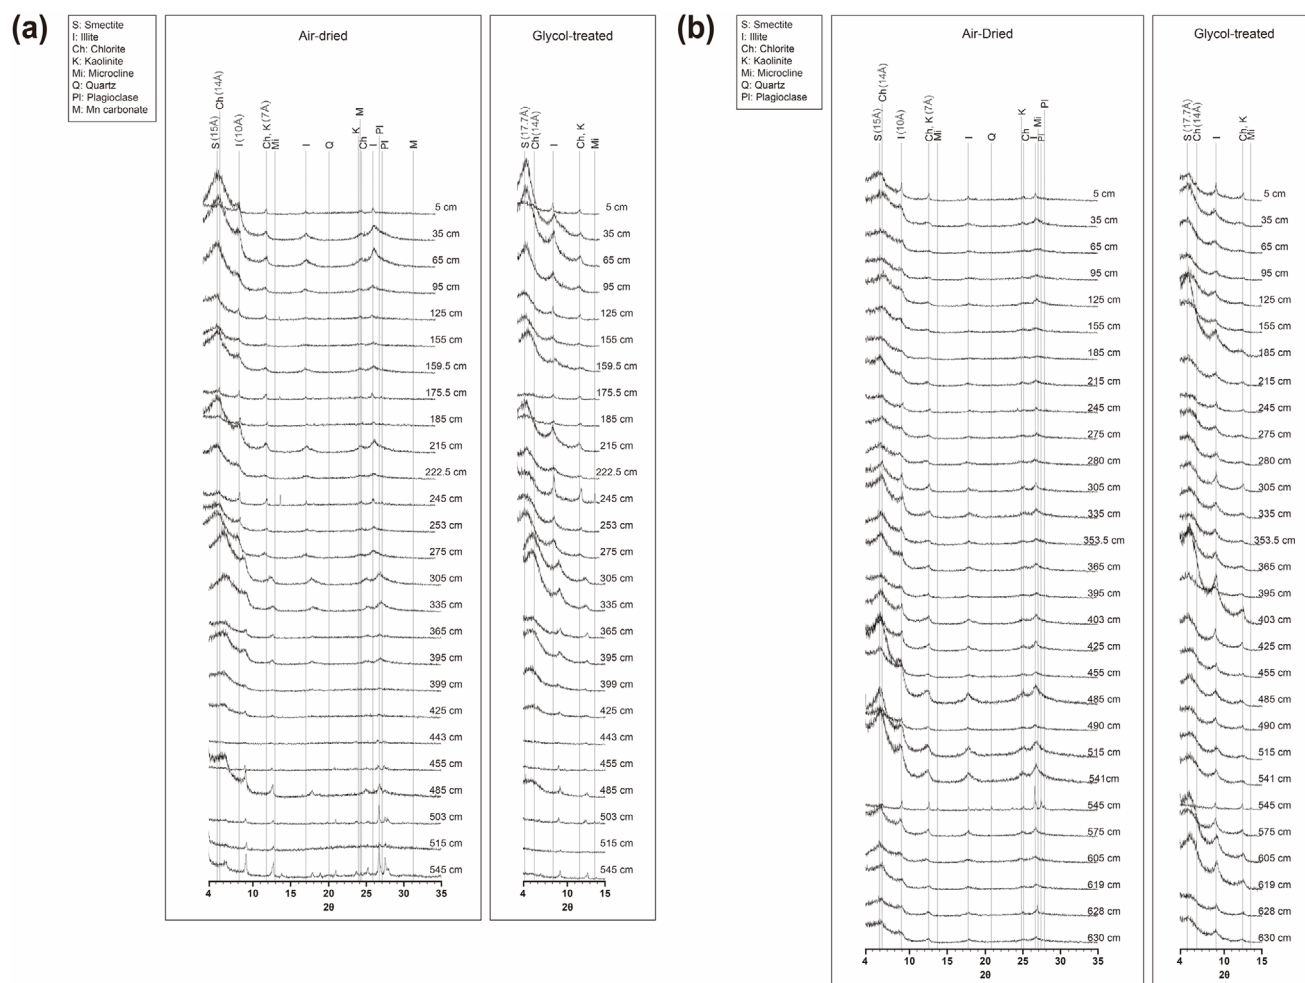 (a)
S: Smectite
I: Illite
Ch: Chlorite
K: Kaolinite
Mi: Microcline
Q: Quartz
Pl: Plagioclase
M: Mn carbonate
Air-dried
S (15Å)
Ch (14Å)
I (10Å)
Ch, K (7Å)
Mi
I
Q
K
M
Ch
I
Pl
Pl
M
5 cm
35 cm
65 cm
95 cm
125 cm
155 cm
159.5 cm
175.5 cm
185 cm
215 cm
222.5 cm
245 cm
253 cm
275 cm
305 cm
335 cm
365 cm
395 cm
399 cm
425 cm
443 cm
455 cm
485 cm
503 cm
515 cm
545 cm
4 10 15 20 25 30 35
2θ
Glycol-treated
S (17.7Å)
Ch (14Å)
I
Ch, K
Mi
5 cm
35 cm
65 cm
95 cm
125 cm
155 cm
159.5 cm
175.5 cm
185 cm
215 cm
222.5 cm
245 cm
253 cm
275 cm
305 cm
335 cm
365 cm
395 cm
399 cm
425 cm
443 cm
455 cm
485 cm
503 cm
515 cm
545 cm
4 10 15
2θ
(b)
S: Smectite
I: Illite
Ch: Chlorite
K: Kaolinite
Mi: Microcline
Q: Quartz
Pl: Plagioclase
Air-Dried
S (15Å)
Ch (14Å)
I (10Å)
Ch, K (7Å)
Mi
I
Q
K
Ch
I
Mi
Pl
Pl
5 cm
35 cm
65 cm
95 cm
125 cm
155 cm
185 cm
215 cm
245 cm
275 cm
280 cm
305 cm
335 cm
353.5 cm
365 cm
395 cm
403 cm
425 cm
455 cm
485 cm
490 cm
515 cm
541cm
545 cm
575 cm
605 cm
619 cm
628 cm
630 cm
4 10 15 20 25 30 35
2θ
Glycol-treated
S (17.7Å)
Ch (14Å)
I
Ch, K
Mi
5 cm
35 cm
65 cm
95 cm
125 cm
155 cm
185 cm
215 cm
245 cm
275 cm
280 cm
305 cm
335 cm
353.5 cm
365 cm
395 cm
403 cm
425 cm
455 cm
485 cm
490 cm
515 cm
541 cm
545 cm
575 cm
605 cm
619 cm
628 cm
630 cm
4 10 15
2θ